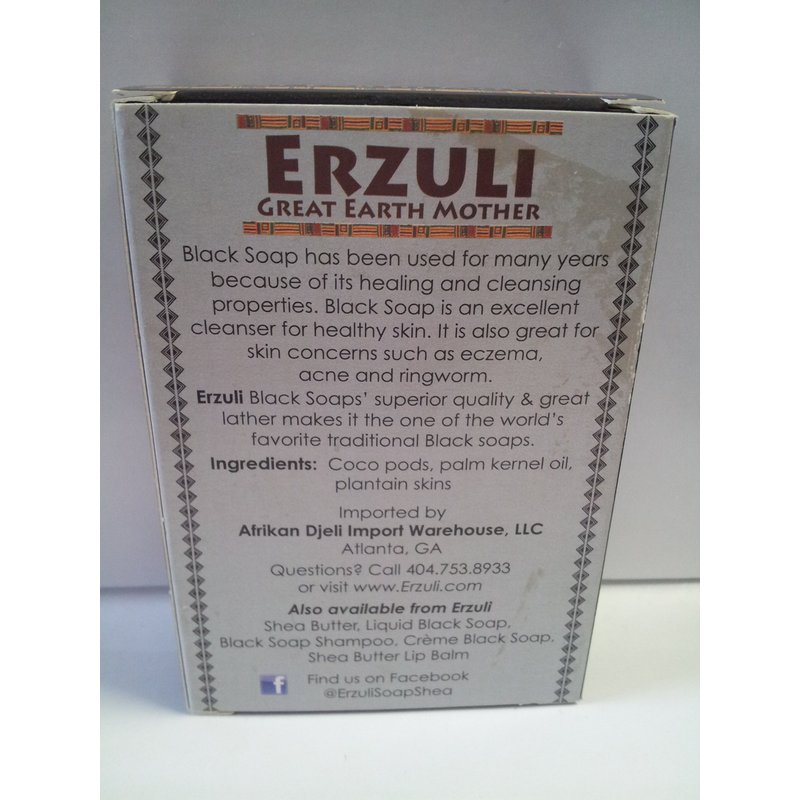 ERZULI
GREAT EARTH MOTHER
Black Soap has been used for many years
because of its healing and cleansing
properties. Black Soap is an excellent
cleanser for healthy skin. It is also great for
skin concerns such as eczema,
acne and ringworm.
Erzuli Black Soaps' superior quality & great
lather makes it the one of the world's
favorite traditional Black soaps.
Ingredients: Coco pods, palm kernel oil,
plantain skins
Imported by
Afrikan Djeli Import Warehouse, LLC
Atlanta, GA
Questions? Call 404.753.8933
or visit www.Erzuli.com
Also available from Erzuli
Shea Butter, Liquid Black Soap,
Black Soap Shampoo, Crème Black Soap,
Shea Butter Lip Balm
f Find us on Facebook
@ErzuliSoapShea